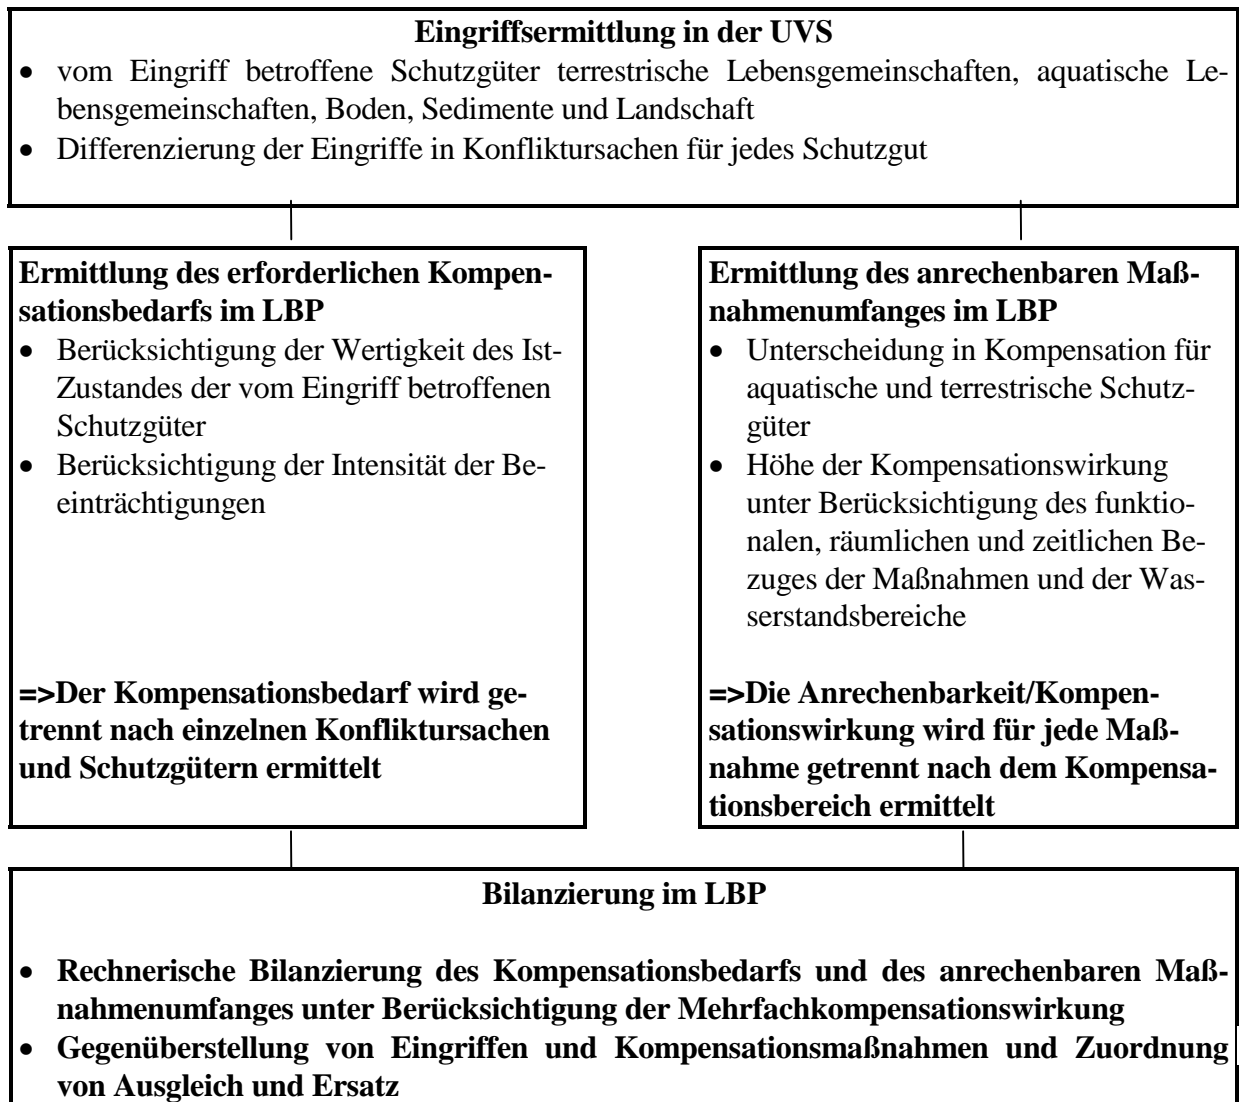 Eingriffsermittlung in der UVS
• vom Eingriff betroffene Schutzgüter terrestrische Lebensgemeinschaften, aquatische Le-
bensgemeinschaften, Boden, Sedimente und Landschaft
• Differenzierung der Eingriffe in Konfliktursachen für jedes Schutzgut
Ermittlung des erforderlichen Kompen-
sationsbedarfs im LBP
• Berücksichtigung der Wertigkeit des Ist-
Zustandes der vom Eingriff betroffenen
Schutzgüter
• Berücksichtigung der Intensität der Be-
einträchtigungen
=>Der Kompensationsbedarf wird ge-
trennt nach einzelnen Konfliktursachen
und Schutzgütern ermittelt
Ermittlung des anrechenbaren Maß-
nahmenumfanges im LBP
• Unterscheidung in Kompensation für
aquatische und terrestrische Schutz-
güter
• Höhe der Kompensationswirkung
unter Berücksichtigung des funktio-
nalen, räumlichen und zeitlichen Be-
zuges der Maßnahmen und der Was-
serstandsbereiche
=>Die Anrechenbarkeit/Kompen-
sationswirkung wird für jede Maß-
nahme getrennt nach dem Kompensa-
tionsbereich ermittelt
Bilanzierung im LBP
• Rechnerische Bilanzierung des Kompensationsbedarfs und des anrechenbaren Maß-
nahmenumfanges unter Berücksichtigung der Mehrfachkompensationswirkung
• Gegenüberstellung von Eingriffen und Kompensationsmaßnahmen und Zuordnung
von Ausgleich und Ersatz